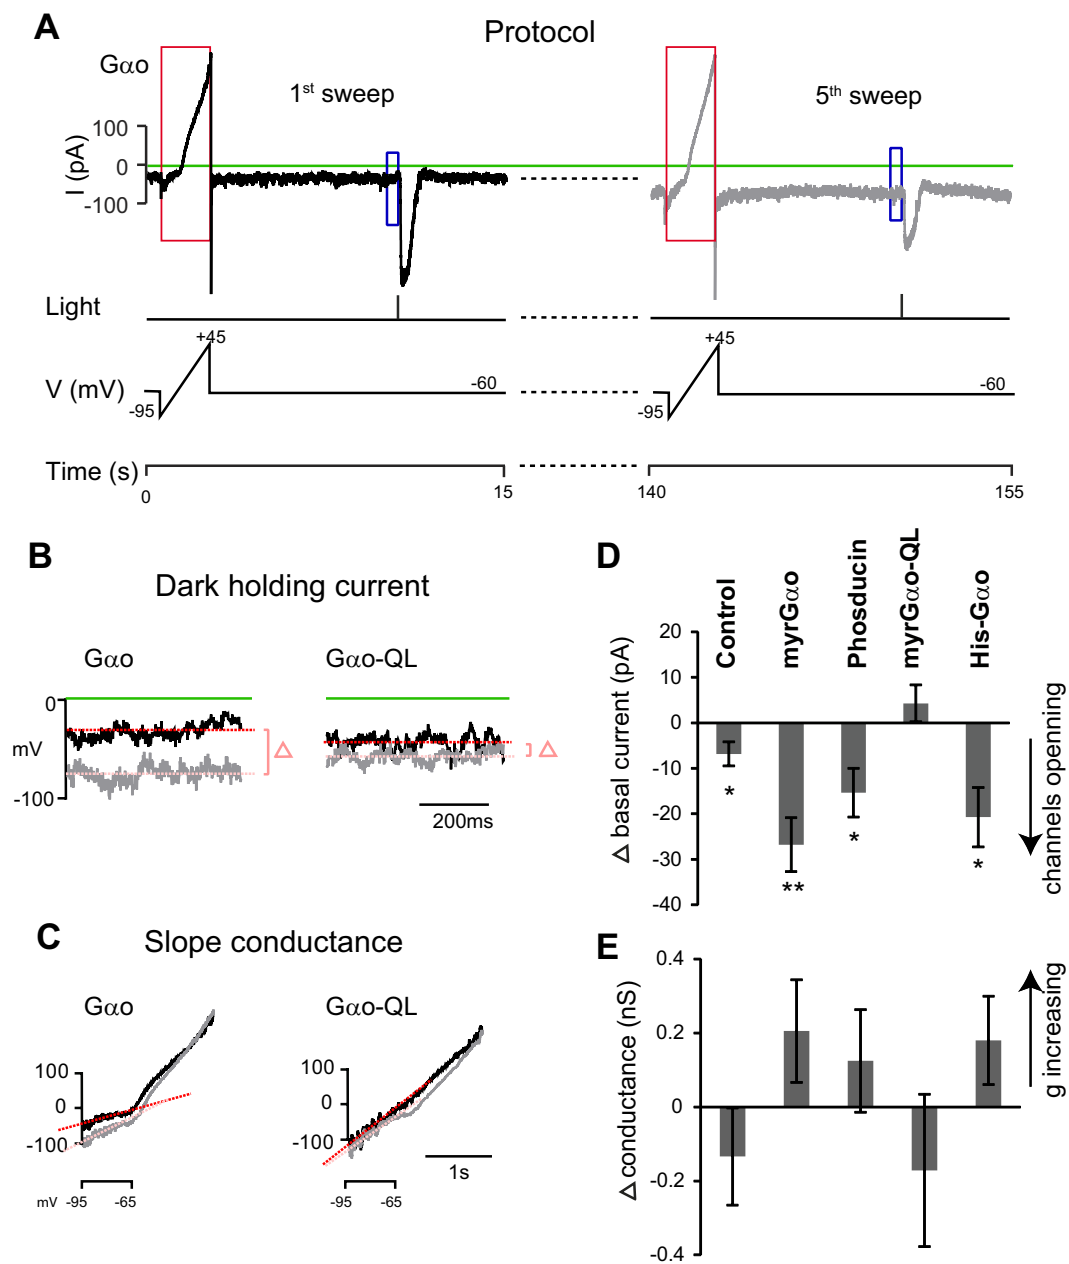 A
Protocol
Gαo
1st sweep
5th sweep
I (pA)
100
0
-100
Light
+45
+45
V (mV)
-95
-60
-95
-60
Time (s)
0
15
140
155
B
Dark holding current
Gαo
Gαo-QL
0
mV
-100
Δ
Δ
200ms
C
Slope conductance
Gαo
Gαo-QL
100
0
-100
100
0
-100
1s
mV -95 -65
-95 -65
D
Control
myrGαo
Phosducin
myrGαo-QL
His-Gαo
Δ basal current (pA)
20
10
0
-10
-20
-30
-40
*
**
*
*
channels openning
E
Δ conductance (nS)
0.4
0.2
0
-0.2
-0.4
g increasing